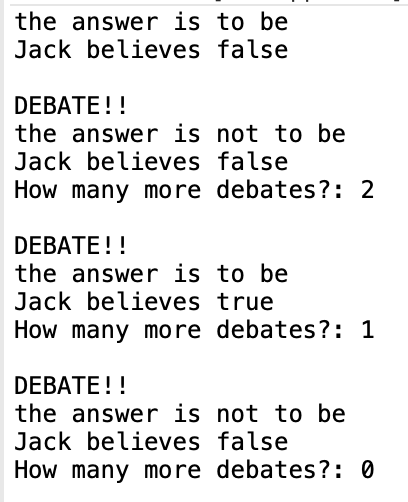 the answer is to be
Jack believes false
DEBATE!!
the answer is not to be
Jack believes false
How many more debates?: 2
DEBATE!!
the answer is to be
Jack believes true
How many more debates?: 1
DEBATE!!
the answer is not to be
Jack believes false
How many more debates?: 0